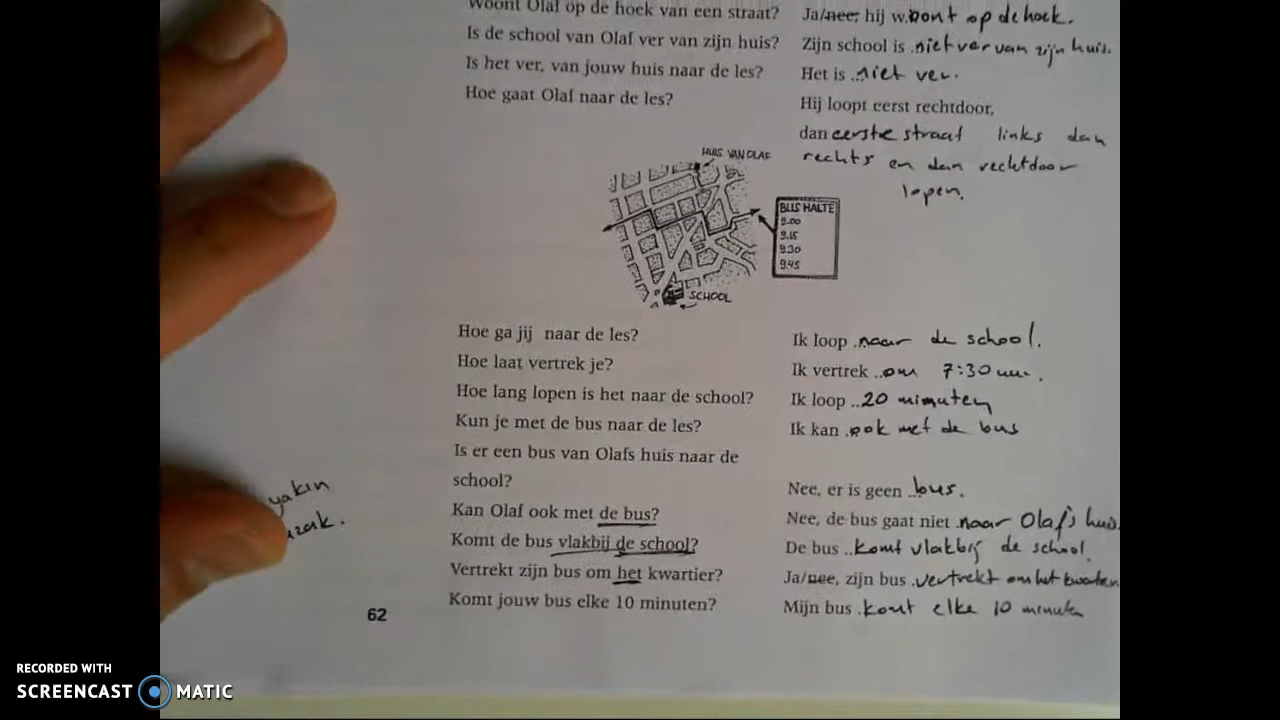 Woont Olaf op de hoek van een straat? Ja/nee, hij w.oont op de hoek.
Is de school van Olaf ver van zijn huis? Zijn school is .niet ver van zijn huis.
Is het ver, van jouw huis naar de les? Het is ..niet ver.
Hoe gaat Olaf naar de les? Hij loopt eerst rechtdoor,
dan eerste straat links dan
rechts en dan rechtdoor
lopen.
HUIS VAN OLAF
BUS HALTE
9.00
9.15
9.30
9.45
SCHOOL
Hoe ga jij naar de les? Ik loop .naar de school.
Hoe laat vertrek je? Ik vertrek ..om 7:30 uur.
Hoe lang lopen is het naar de school? Ik loop ..20 minuten
Kun je met de bus naar de les? Ik kan .ook met de bus
Is er een bus van Olafs huis naar de
school? Nee, er is geen ..bus.
Kan Olaf ook met de bus? Nee, de bus gaat niet .naar Olaf's huis.
Komt de bus vlakbij de school? De bus ..komt vlakbij de school.
Vertrekt zijn bus om het kwartier? Ja/nee, zijn bus .vertrekt om het kwartier.
Komt jouw bus elke 10 minuten? Mijn bus .komt elke 10 minuten
yakin
uzak.
62
RECORDED WITH
SCREENCAST MATIC